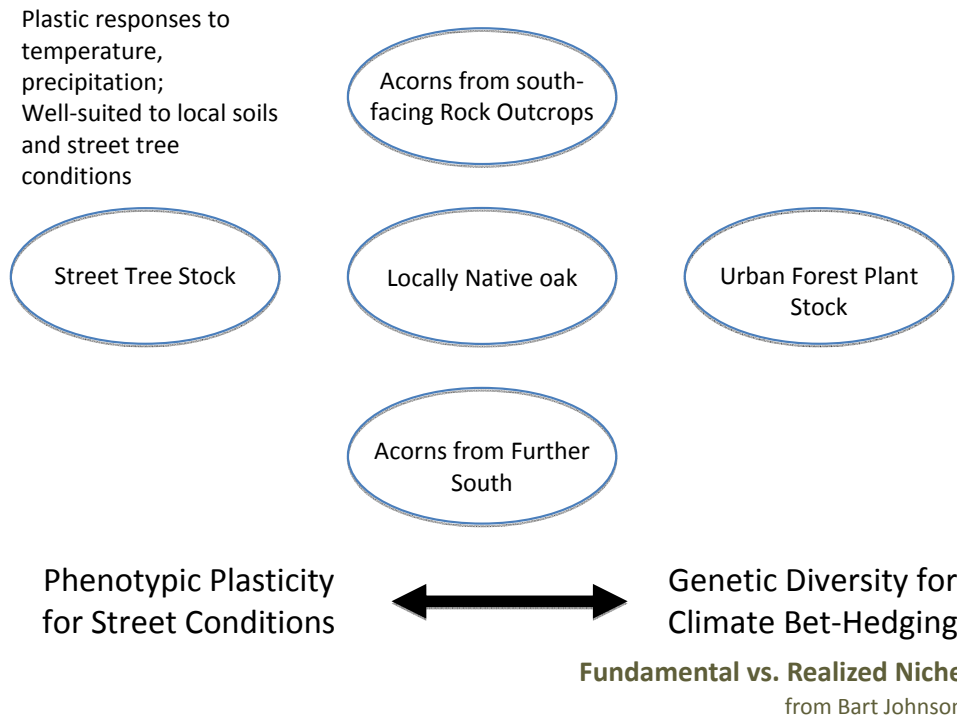 Plastic responses to
temperature,
precipitation;
Well-suited to local soils
and street tree
conditions
Acorns from south-
facing Rock Outcrops
Street Tree Stock
Locally Native oak
Urban Forest Plant
Stock
Acorns from Further
South
Phenotypic Plasticity
for Street Conditions
Genetic Diversity for
Climate Bet-Hedging
Fundamental vs. Realized Niche
from Bart Johnson